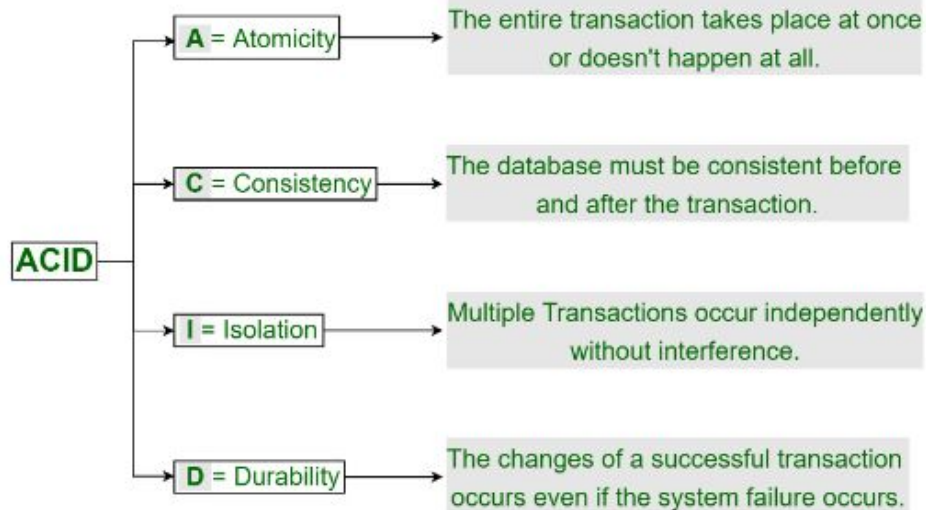 A = Atomicity
The entire transaction takes place at once
or doesn't happen at all.
C = Consistency
The database must be consistent before
and after the transaction.
ACID
I = Isolation
Multiple Transactions occur independently
without interference.
D = Durability
The changes of a successful transaction
occurs even if the system failure occurs.